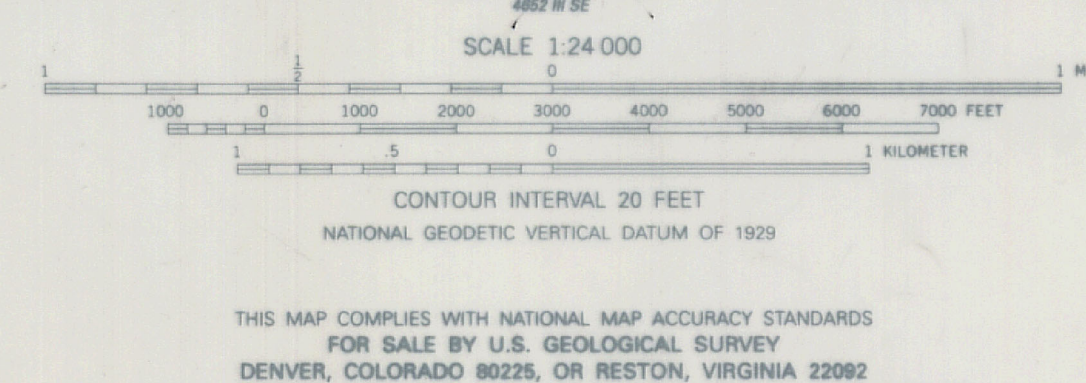 4652 III SE
SCALE 1:24 000
1 1/2 0 1 M
1000 0 1000 2000 3000 4000 5000 6000 7000 FEET
1 .5 0 1 KILOMETER
CONTOUR INTERVAL 20 FEET
NATIONAL GEODETIC VERTICAL DATUM OF 1929
THIS MAP COMPLIES WITH NATIONAL MAP ACCURACY STANDARDS
FOR SALE BY U.S. GEOLOGICAL SURVEY
DENVER, COLORADO 80225, OR RESTON, VIRGINIA 22092